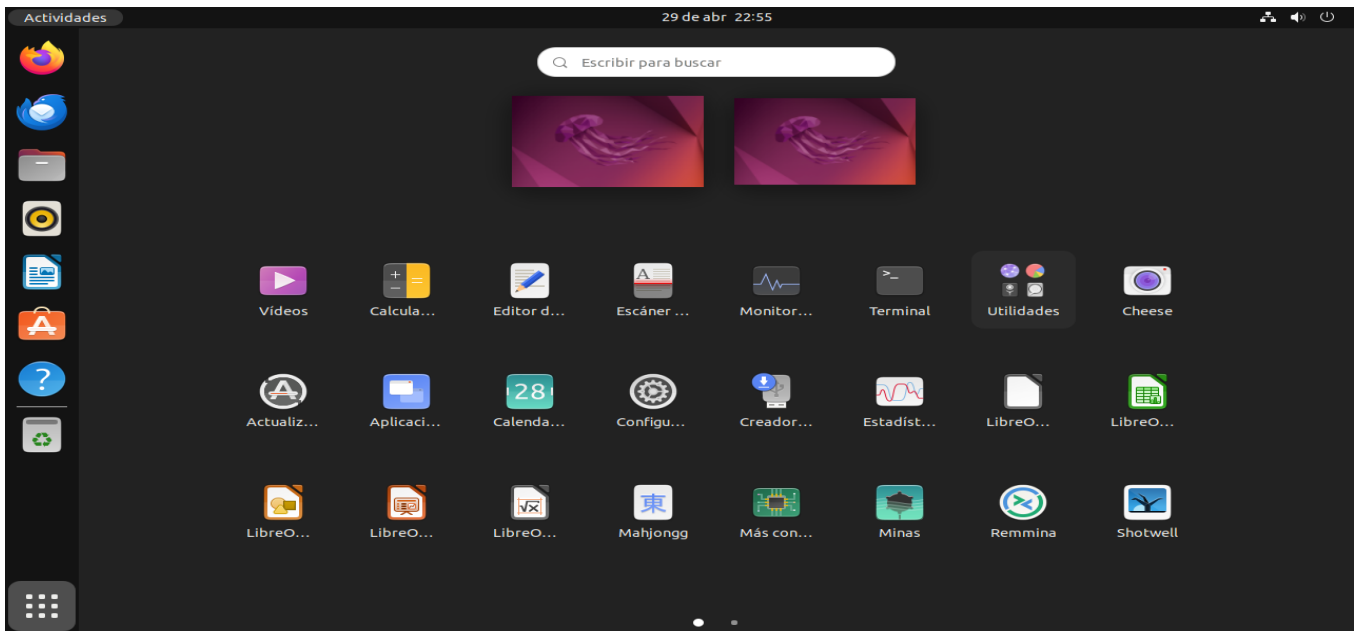 Actividades
29 de abr 22:55
Escribir para buscar
A
Vídeos
Calcula...
Editor d...
Escáner ...
Monitor...
Terminal
Utilidades
Cheese
28
Actualiz...
Aplicaci...
Calenda...
Configu...
Creador...
Estadíst...
LibreO...
LibreO...
東
LibreO...
LibreO...
LibreO...
Mahjongg
Más con...
Minas
Remmina
Shotwell